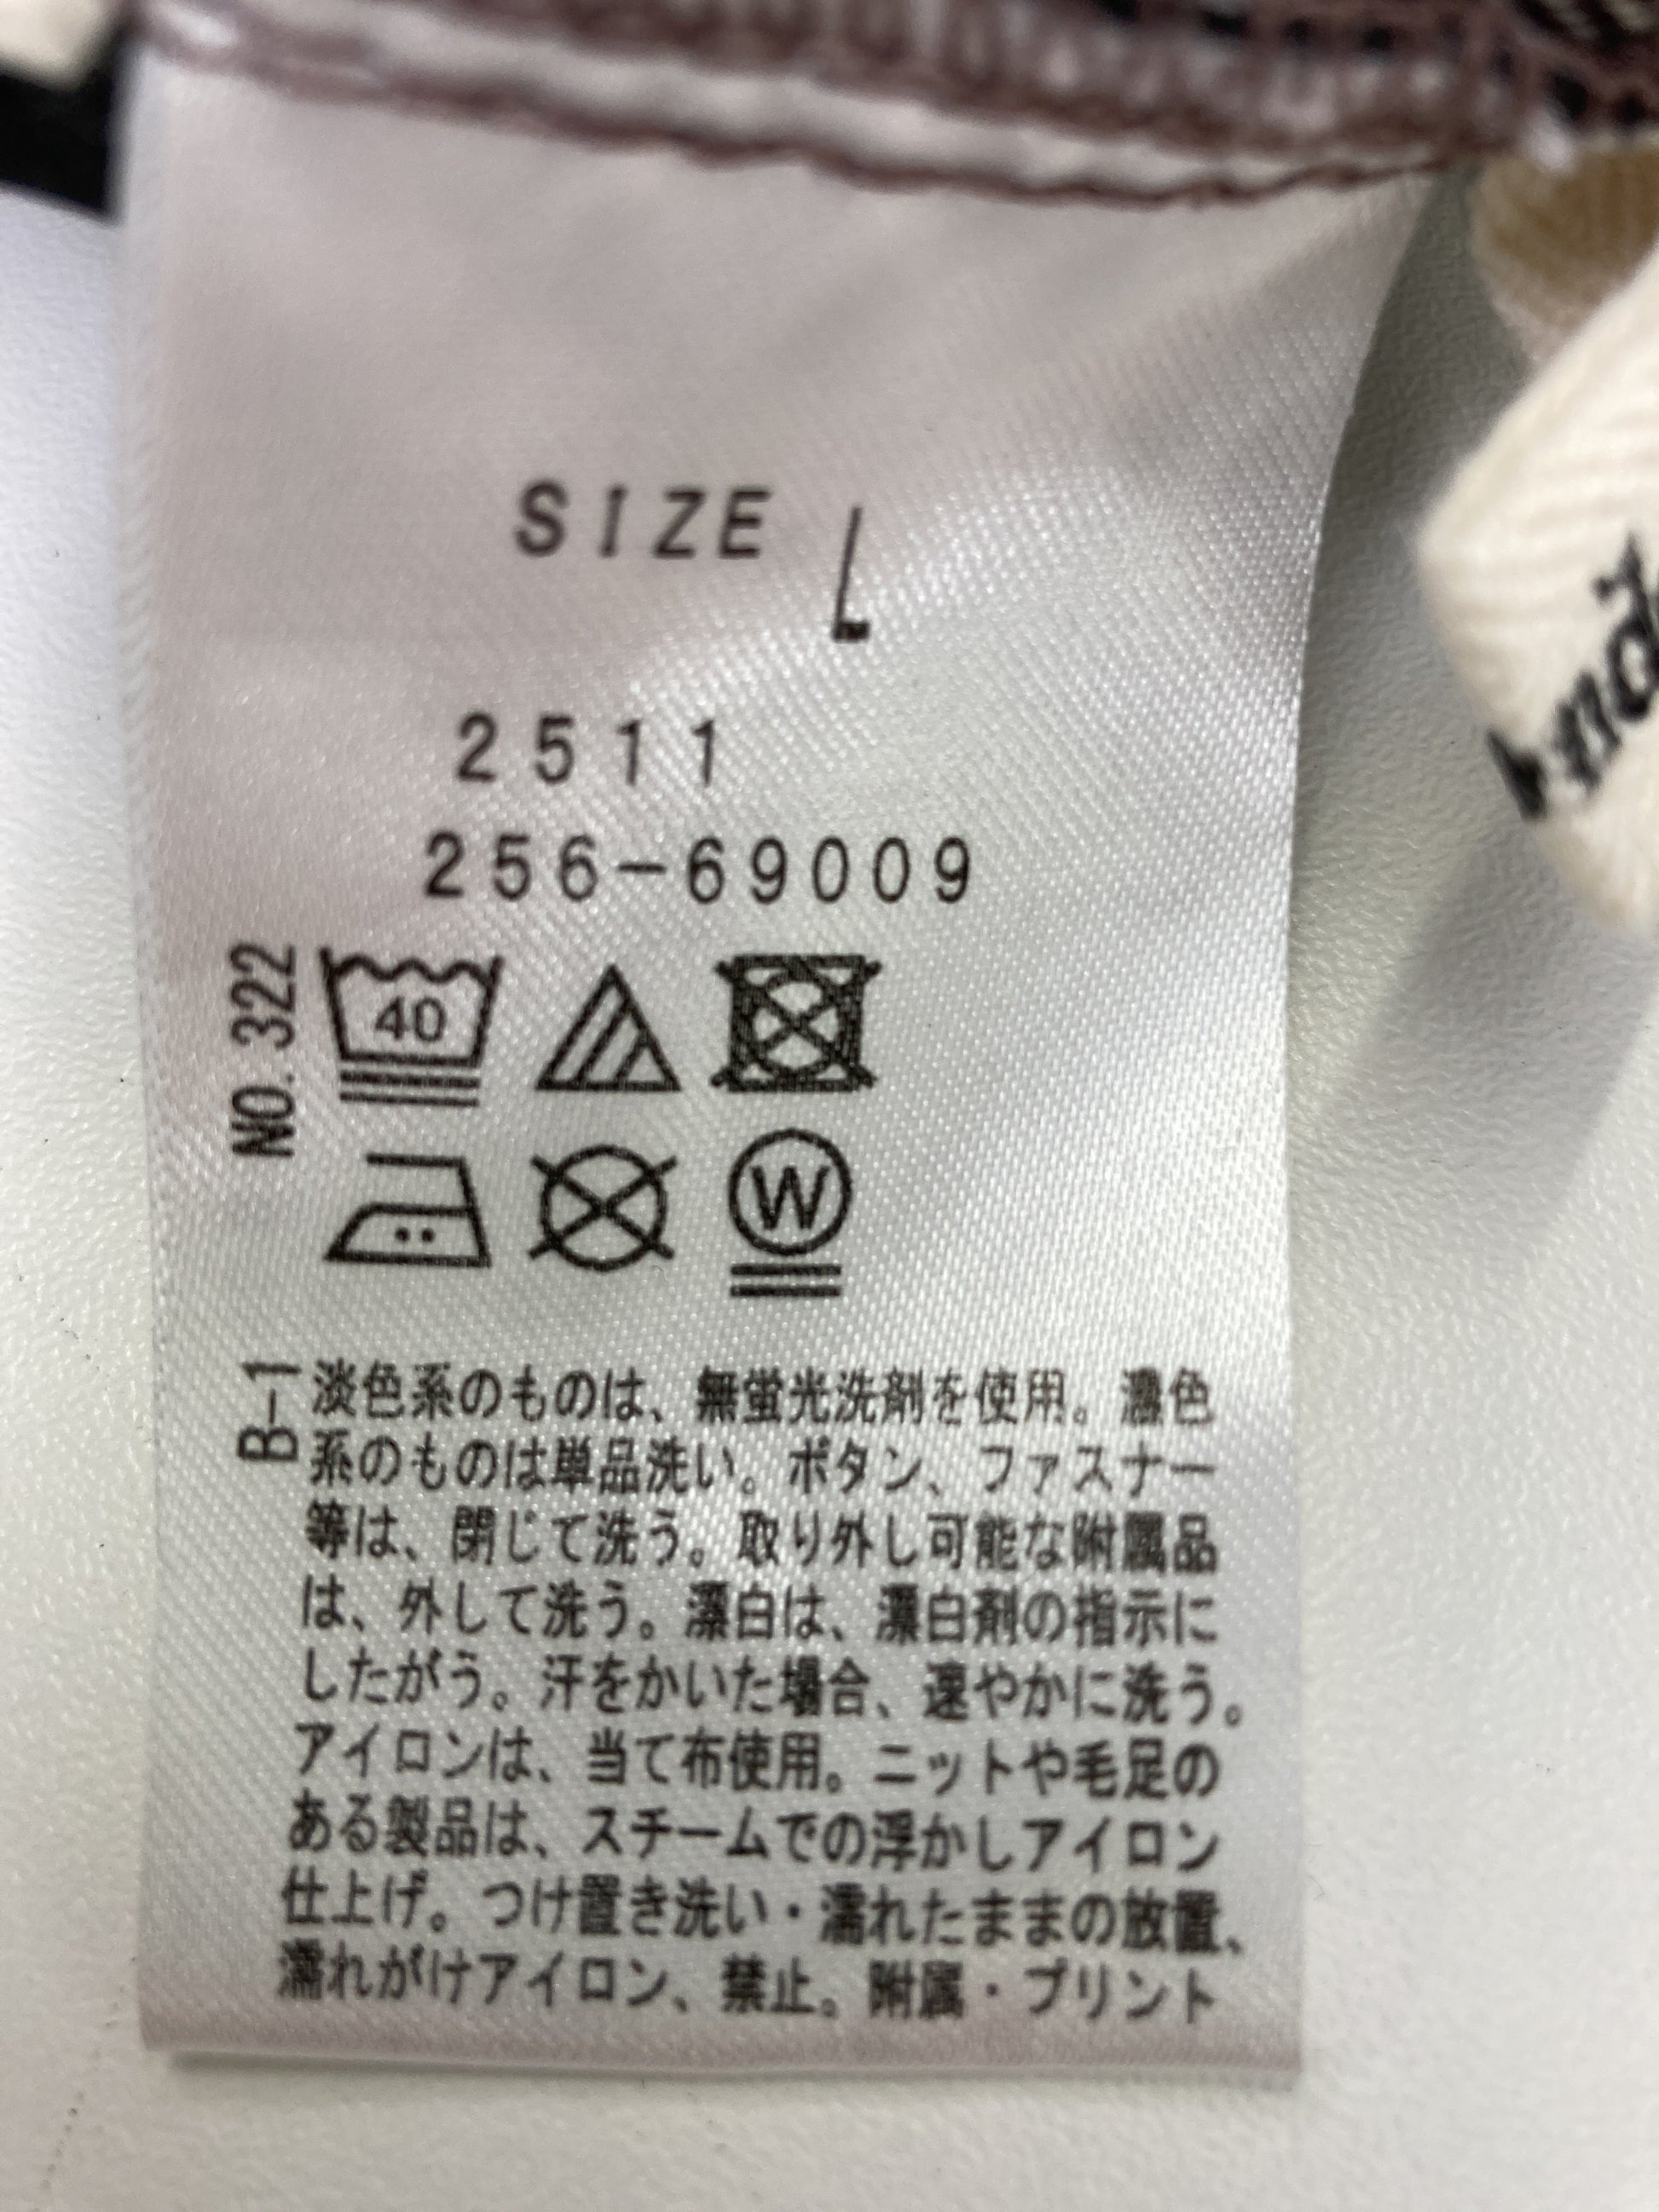 SIZE L
2511
256-69009
NO. 322
40
W
B-1
淡色系のものは、無蛍光洗剤を使用。濃色
系のものは単品洗い。ボタン、ファスナー
等は、閉じて洗う。取り外し可能な附属品
は、外して洗う。漂白は、漂白剤の指示に
したがう。汗をかいた場合、速やかに洗う。
アイロンは、当て布使用。ニットや毛足の
ある製品は、スチームでの浮かしアイロン
仕上げ。つけ置き洗い・濡れたままの放置、
濡れがけアイロン、禁止。附属・プリント